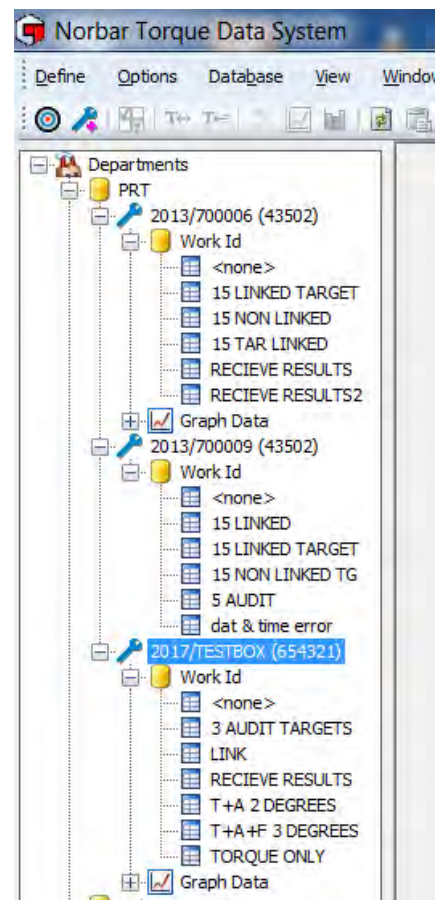 Norbar Torque Data System
Define Options Database View Window
Departments
PRT
2013/700006 (43502)
Work Id
<none>
15 LINKED TARGET
15 NON LINKED
15 TAR LINKED
RECIEVE RESULTS
RECIEVE RESULTS2
Graph Data
2013/700009 (43502)
Work Id
<none>
15 LINKED
15 LINKED TARGET
15 NON LINKED TG
5 AUDIT
dat & time error
2017/TESTBOX (654321)
Work Id
<none>
3 AUDIT TARGETS
LINK
RECIEVE RESULTS
T+A 2 DEGREES
T+A+F 3 DEGREES
TORQUE ONLY
Graph Data